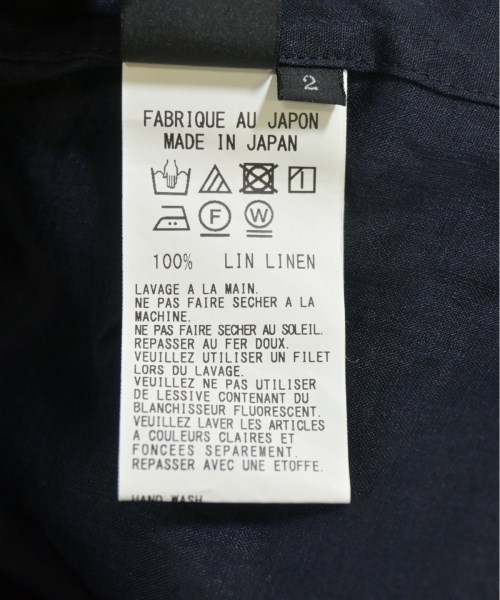 2
FABRIQUE AU JAPON
MADE IN JAPAN
F W
100% LIN LINEN
LAVAGE A LA MAIN.
NE PAS FAIRE SECHER A LA
MACHINE.
NE PAS FAIRE SECHER AU SOLEIL.
REPASSER AU FER DOUX.
VEUILLEZ UTILISER UN FILET
LORS DU LAVAGE.
VEUILLEZ NE PAS UTILISER
DE LESSIVE CONTENANT DU
BLANCHISSEUR FLUORESCENT.
VEUILLEZ LAVER LES ARTICLES
A COULEURS CLAIRES ET
FONCEES SEPAREMENT.
REPASSER AVEC UNE ETOFFE.
HAND WASH